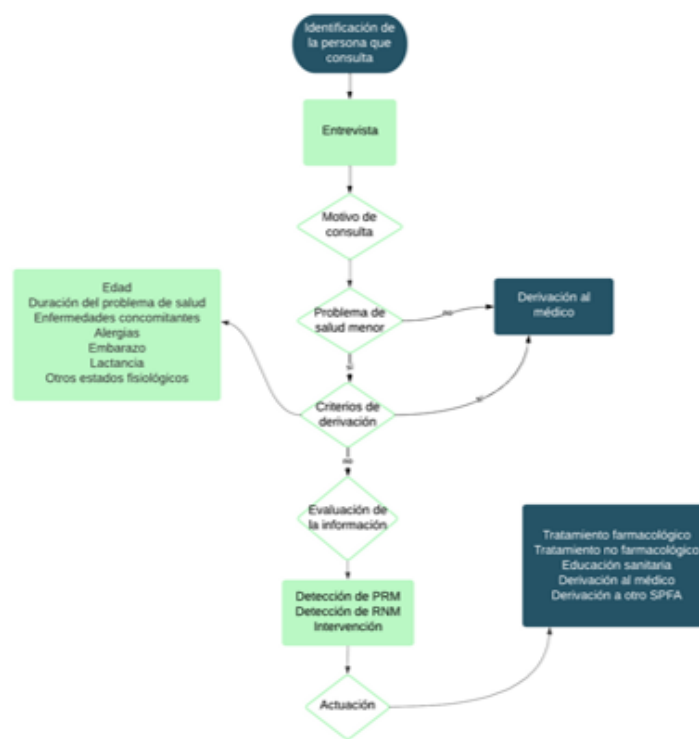 Identificación de
la persona que
consulta
Entrevista
Motivo de
consulta
Problema de
salud menor
no
Derivación al
médico
Edad
Duración del problema de salud
Enfermedades concomitantes
Alergias
Embarazo
Lactancia
Otros estados fisiológicos
si
Criterios de
derivación
si
no
Evaluación de
la información
Detección de PRM
Detección de RNM
Intervención
Tratamiento farmacológico
Tratamiento no farmacológico
Educación sanitaria
Derivación al médico
Derivación a otro SPFA
Actuación